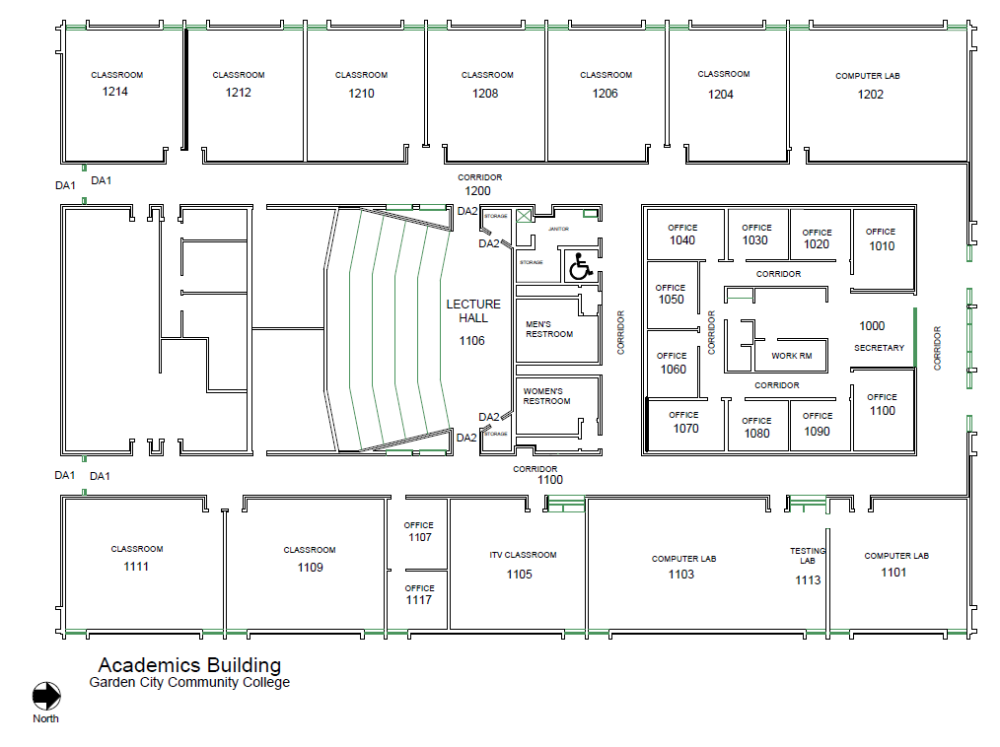 CLASSROOM
1214
CLASSROOM
1212
CLASSROOM
1210
CLASSROOM
1208
CLASSROOM
1206
CLASSROOM
1204
COMPUTER LAB
1202
DA1
DA1
CORRIDOR
1200
DA2
STORAGE
DA2
JANITOR
STORAGE
LECTURE
HALL
1106
MEN'S
RESTROOM
WOMEN'S
RESTROOM
DA2
DA2
STORAGE
CORRIDOR
OFFICE
1040
OFFICE
1030
OFFICE
1020
OFFICE
1010
CORRIDOR
OFFICE
1050
CORRIDOR
1000
SECRETARY
CORRIDOR
OFFICE
1060
WORK RM
CORRIDOR
OFFICE
1070
OFFICE
1080
OFFICE
1090
OFFICE
1100
DA1
DA1
CORRIDOR
1100
CLASSROOM
1111
CLASSROOM
1109
OFFICE
1107
OFFICE
1117
ITV CLASSROOM
1105
COMPUTER LAB
1103
TESTING
LAB
1113
COMPUTER LAB
1101
Academics Building
Garden City Community College
North